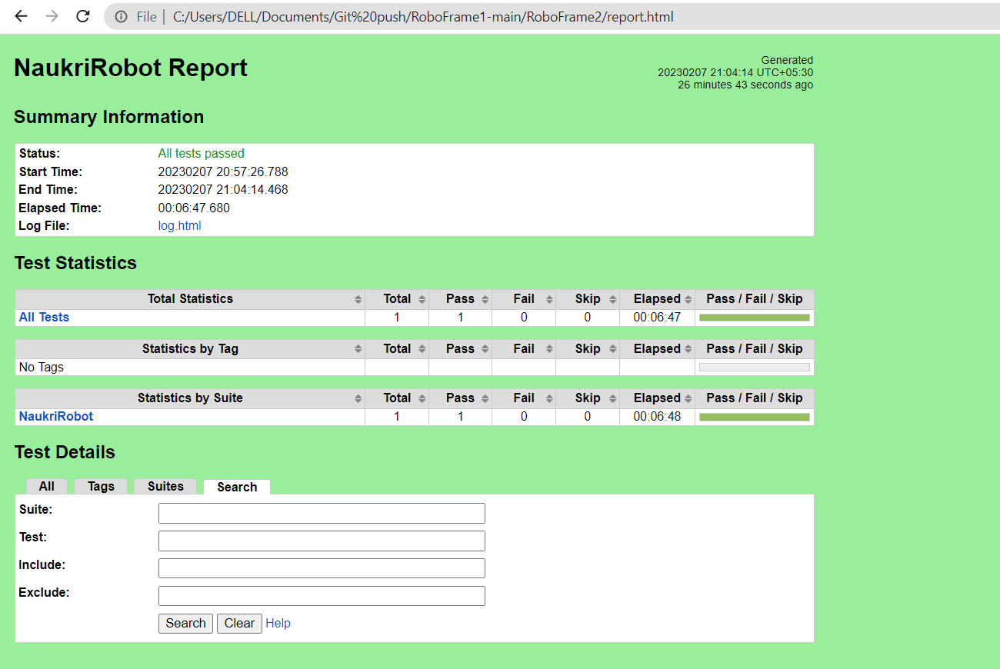 File | C:/Users/DELL/Documents/Git%20push/RoboFrame1-main/RoboFrame2/report.html
NaukriRobot Report
Generated
20230207 21:04:14 UTC+05:30
26 minutes 43 seconds ago
Summary Information
Status: All tests passed
Start Time: 20230207 20:57:26.788
End Time: 20230207 21:04:14.468
Elapsed Time: 00:06:47.680
Log File: log.html
Test Statistics
Total Statistics Total Pass Fail Skip Elapsed Pass / Fail / Skip
All Tests 1 1 0 0 00:06:47
Statistics by Tag Total Pass Fail Skip Elapsed Pass / Fail / Skip
No Tags
Statistics by Suite Total Pass Fail Skip Elapsed Pass / Fail / Skip
NaukriRobot 1 1 0 0 00:06:48
Test Details
All Tags Suites Search
Suite:
Test:
Include:
Exclude:
Search Clear Help